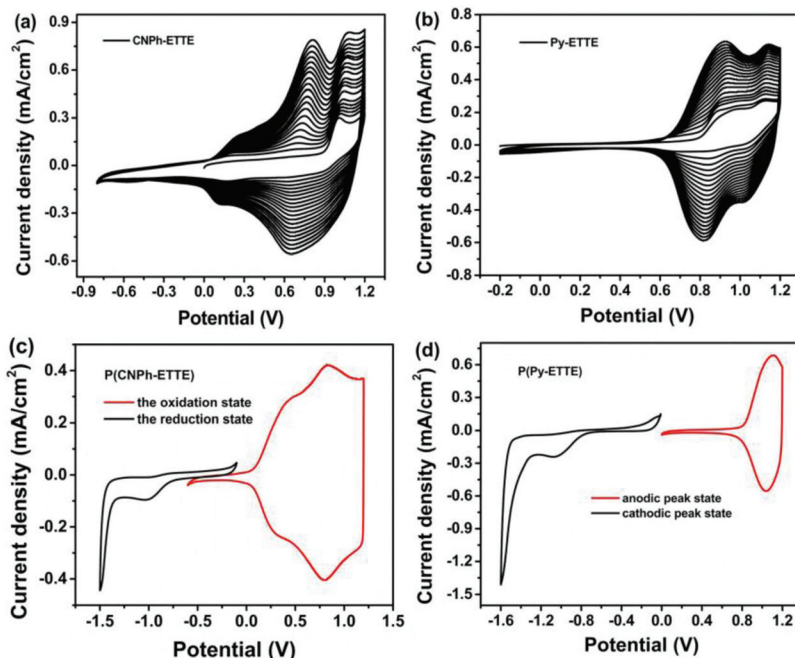 (a)
CNPh-ETTE
Current density (mA/cm²)
0.9
0.6
0.3
0.0
-0.3
-0.6
-0.9 -0.6 -0.3 0.0 0.3 0.6 0.9 1.2
Potential (V)
(b)
Py-ETTE
Current density (mA/cm²)
0.8
0.6
0.4
0.2
0.0
-0.2
-0.4
-0.6
-0.8
-0.2 0.0 0.2 0.4 0.6 0.8 1.0 1.2
Potential (V)
(c)
P(CNPh-ETTE)
the oxidation state
the reduction state
Current density (mA/cm²)
0.4
0.2
0.0
-0.2
-0.4
-1.5 -1.0 -0.5 0.0 0.5 1.0 1.5
Potential (V)
(d)
P(Py-ETTE)
anodic peak state
cathodic peak state
Current density (mA/cm²)
0.6
0.3
0.0
-0.3
-0.6
-0.9
-1.2
-1.5
-1.6 -0.8 0.0 0.8
Potential (V)